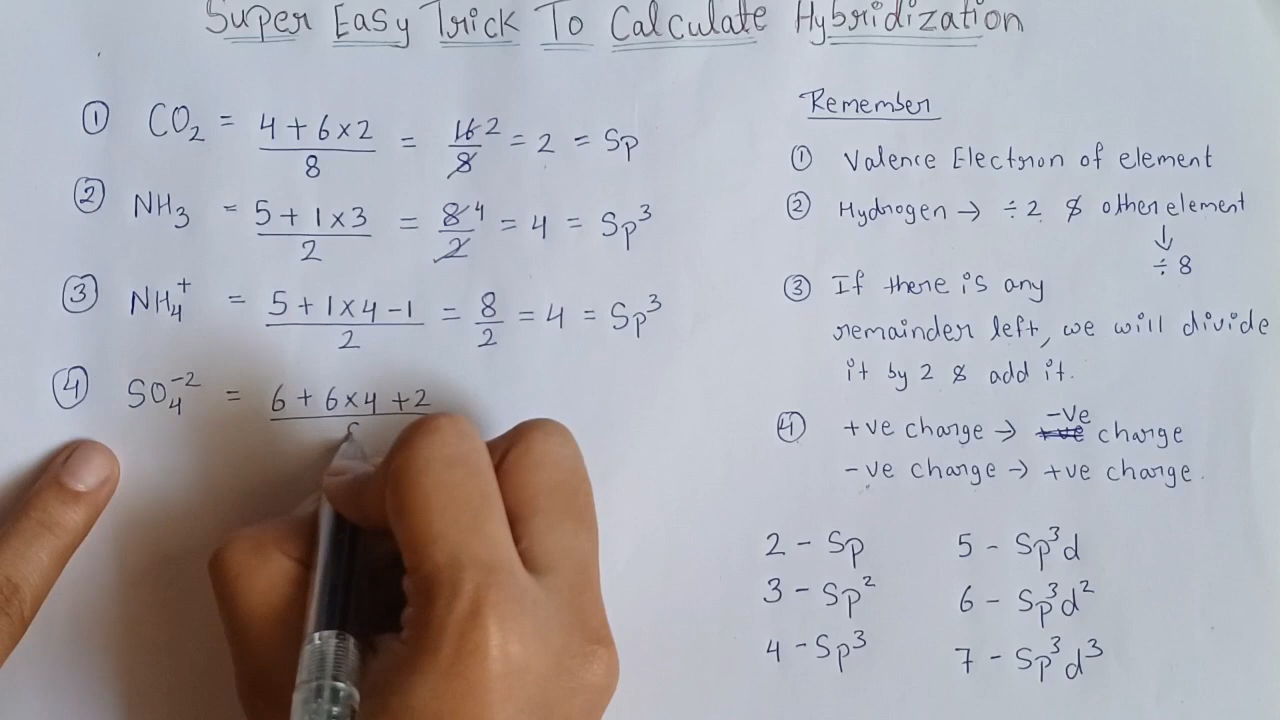 Super Easy Trick To Calculate Hybridization
① CO₂ = 4 + 6 × 2 / 8 = 16 2 / 8 = 2 = Sp
② NH₃ = 5 + 1 × 3 / 2 = 8 4 / 2 = 4 = Sp³
③ NH₄⁺ = 5 + 1 × 4 - 1 / 2 = 8 / 2 = 4 = Sp³
④ SO₄⁻² = 6 + 6 × 4 + 2
Remember
① Valence Electron of element
② Hydrogen → ÷ 2 & other element
↓
÷ 8
③ If there is any
remainder left, we will divide
it by 2 & add it.
④ +ve charge → -ve charge
-ve charge → +ve charge.
2 - Sp 5 - Sp³d
3 - Sp² 6 - Sp³d²
4 - Sp³ 7 - Sp³d³